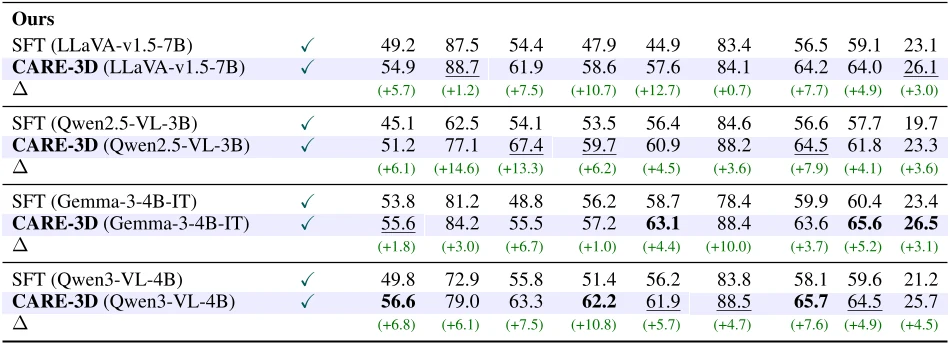 Ours
SFT (LLaVA-v1.5-7B) ✓ 49.2 87.5 54.4 47.9 44.9 83.4 56.5 59.1 23.1
CARE-3D (LLaVA-v1.5-7B) ✓ 54.9 88.7 61.9 58.6 57.6 84.1 64.2 64.0 26.1
Δ (+5.7) (+1.2) (+7.5) (+10.7) (+12.7) (+0.7) (+7.7) (+4.9) (+3.0)
SFT (Qwen2.5-VL-3B) ✓ 45.1 62.5 54.1 53.5 56.4 84.6 56.6 57.7 19.7
CARE-3D (Qwen2.5-VL-3B) ✓ 51.2 77.1 67.4 59.7 60.9 88.2 64.5 61.8 23.3
Δ (+6.1) (+14.6) (+13.3) (+6.2) (+4.5) (+3.6) (+7.9) (+4.1) (+3.6)
SFT (Gemma-3-4B-IT) ✓ 53.8 81.2 48.8 56.2 58.7 78.4 59.9 60.4 23.4
CARE-3D (Gemma-3-4B-IT) ✓ 55.6 84.2 55.5 57.2 63.1 88.4 63.6 65.6 26.5
Δ (+1.8) (+3.0) (+6.7) (+1.0) (+4.4) (+10.0) (+3.7) (+5.2) (+3.1)
SFT (Qwen3-VL-4B) ✓ 49.8 72.9 55.8 51.4 56.2 83.8 58.1 59.6 21.2
CARE-3D (Qwen3-VL-4B) ✓ 56.6 79.0 63.3 62.2 61.9 88.5 65.7 64.5 25.7
Δ (+6.8) (+6.1) (+7.5) (+10.8) (+5.7) (+4.7) (+7.6) (+4.9) (+4.5)